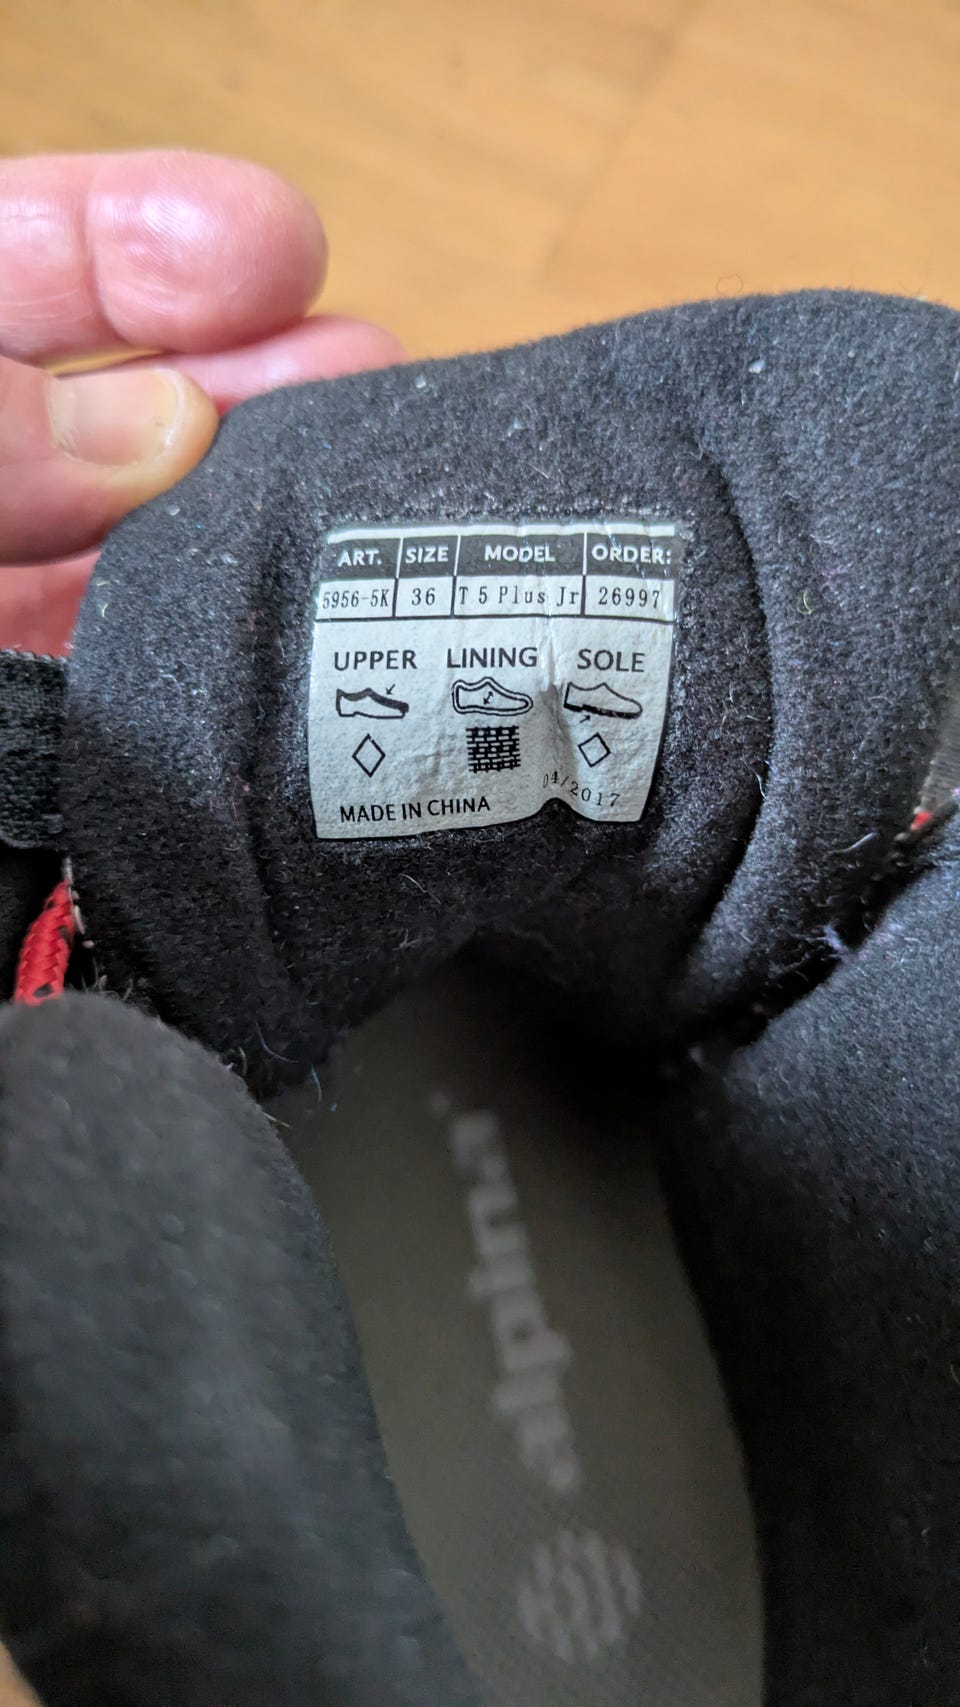 ART. SIZE MODEL ORDER:
5956-5K 36 T 5 Plus Jr 26997
UPPER LINING SOLE
04/2017
MADE IN CHINA